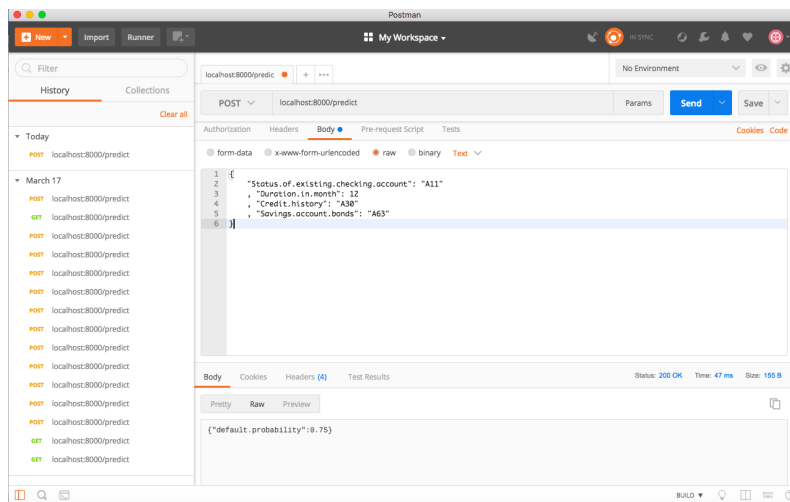 Postman
New Import Runner My Workspace IN SYNC
Filter
History Collections
Clear all
Today
POST localhost:8000/predict
March 17
POST localhost:8000/predict
GET localhost:8000/predict
POST localhost:8000/predict
POST localhost:8000/predict
POST localhost:8000/predict
POST localhost:8000/predict
POST localhost:8000/predict
POST localhost:8000/predict
POST localhost:8000/predict
POST localhost:8000/predict
POST localhost:8000/predict
POST localhost:8000/predict
POST localhost:8000/predict
GET localhost:8000/predict
GET localhost:8000/predict
localhost:8000/predic + ••• No Environment
POST localhost:8000/predict Params Send Save
Authorization Headers Body Pre-request Script Tests Cookies Code
form-data x-www-form-urlencoded raw binary Text
1 {
2 "Status.of.existing.checking.account": "A11"
3 , "Duration.in.month": 12
4 , "Credit.history": "A30"
5 , "Savings.account.bonds": "A63"
6 }
Body Cookies Headers (4) Test Results Status: 200 OK Time: 47 ms Size: 155 B
Pretty Raw Preview
{"default.probability":0.75}
BUILD